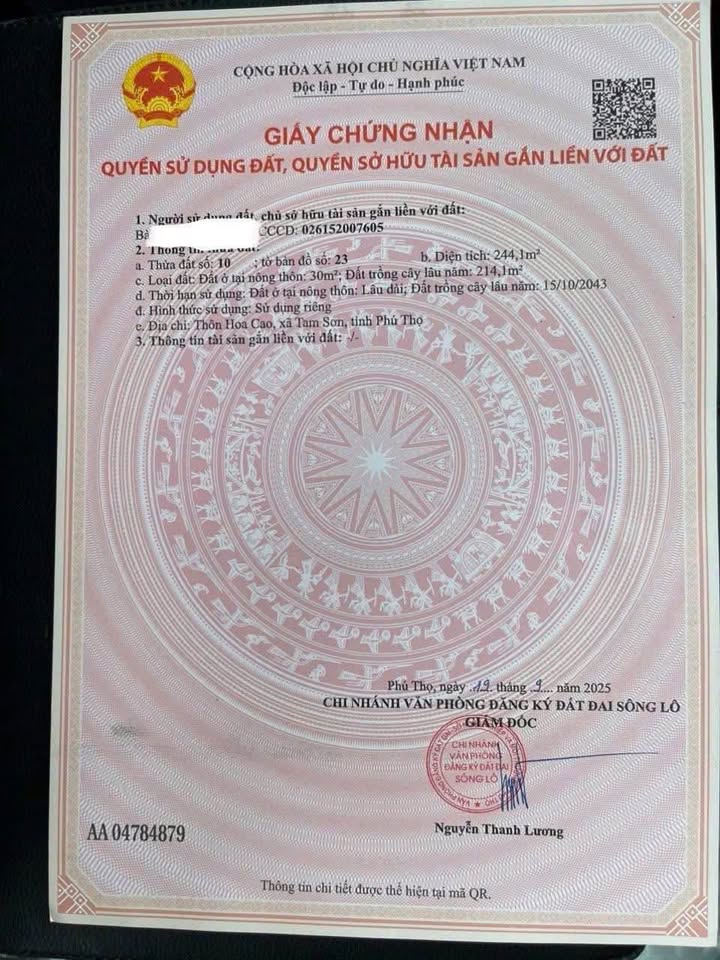 CỘNG HÒA XÃ HỘI CHỦ NGHĨA VIỆT NAM
Độc lập - Tự do - Hạnh phúc
GIẤY CHỨNG NHẬN
QUYỀN SỬ DỤNG ĐẤT, QUYỀN SỞ HỮU TÀI SẢN GẮN LIỀN VỚI ĐẤT
1. Người sử dụng đất, chủ sở hữu tài sản gắn liền với đất:
Bà CCCD: 026152007605
2. Thông tin thửa đất:
a. Thửa đất số: 10 ; tờ bản đồ số: 23 b. Diện tích: 244,1m²
c. Loại đất: Đất ở tại nông thôn: 30m²; Đất trồng cây lâu năm: 214,1m²
d. Thời hạn sử dụng: Đất ở tại nông thôn: Lâu dài; Đất trồng cây lâu năm: 15/10/2043
đ. Hình thức sử dụng: Sử dụng riêng
e. Địa chỉ: Thôn Hoa Cao, xã Tam Sơn, tỉnh Phú Thọ
3. Thông tin tài sản gắn liền với đất: -/-
Phú Thọ, ngày .19. tháng .9... năm 2025
CHI NHÁNH VĂN PHÒNG ĐĂNG KÝ ĐẤT ĐAI SÔNG LÔ
GIÁM ĐỐC
CHI NHÁNH
VĂN PHÒNG
ĐĂNG KÝ ĐẤT ĐAI
SÔNG LÔ
Nguyễn Thanh Lương
AA 04784879
Thông tin chi tiết được thể hiện tại mã QR.